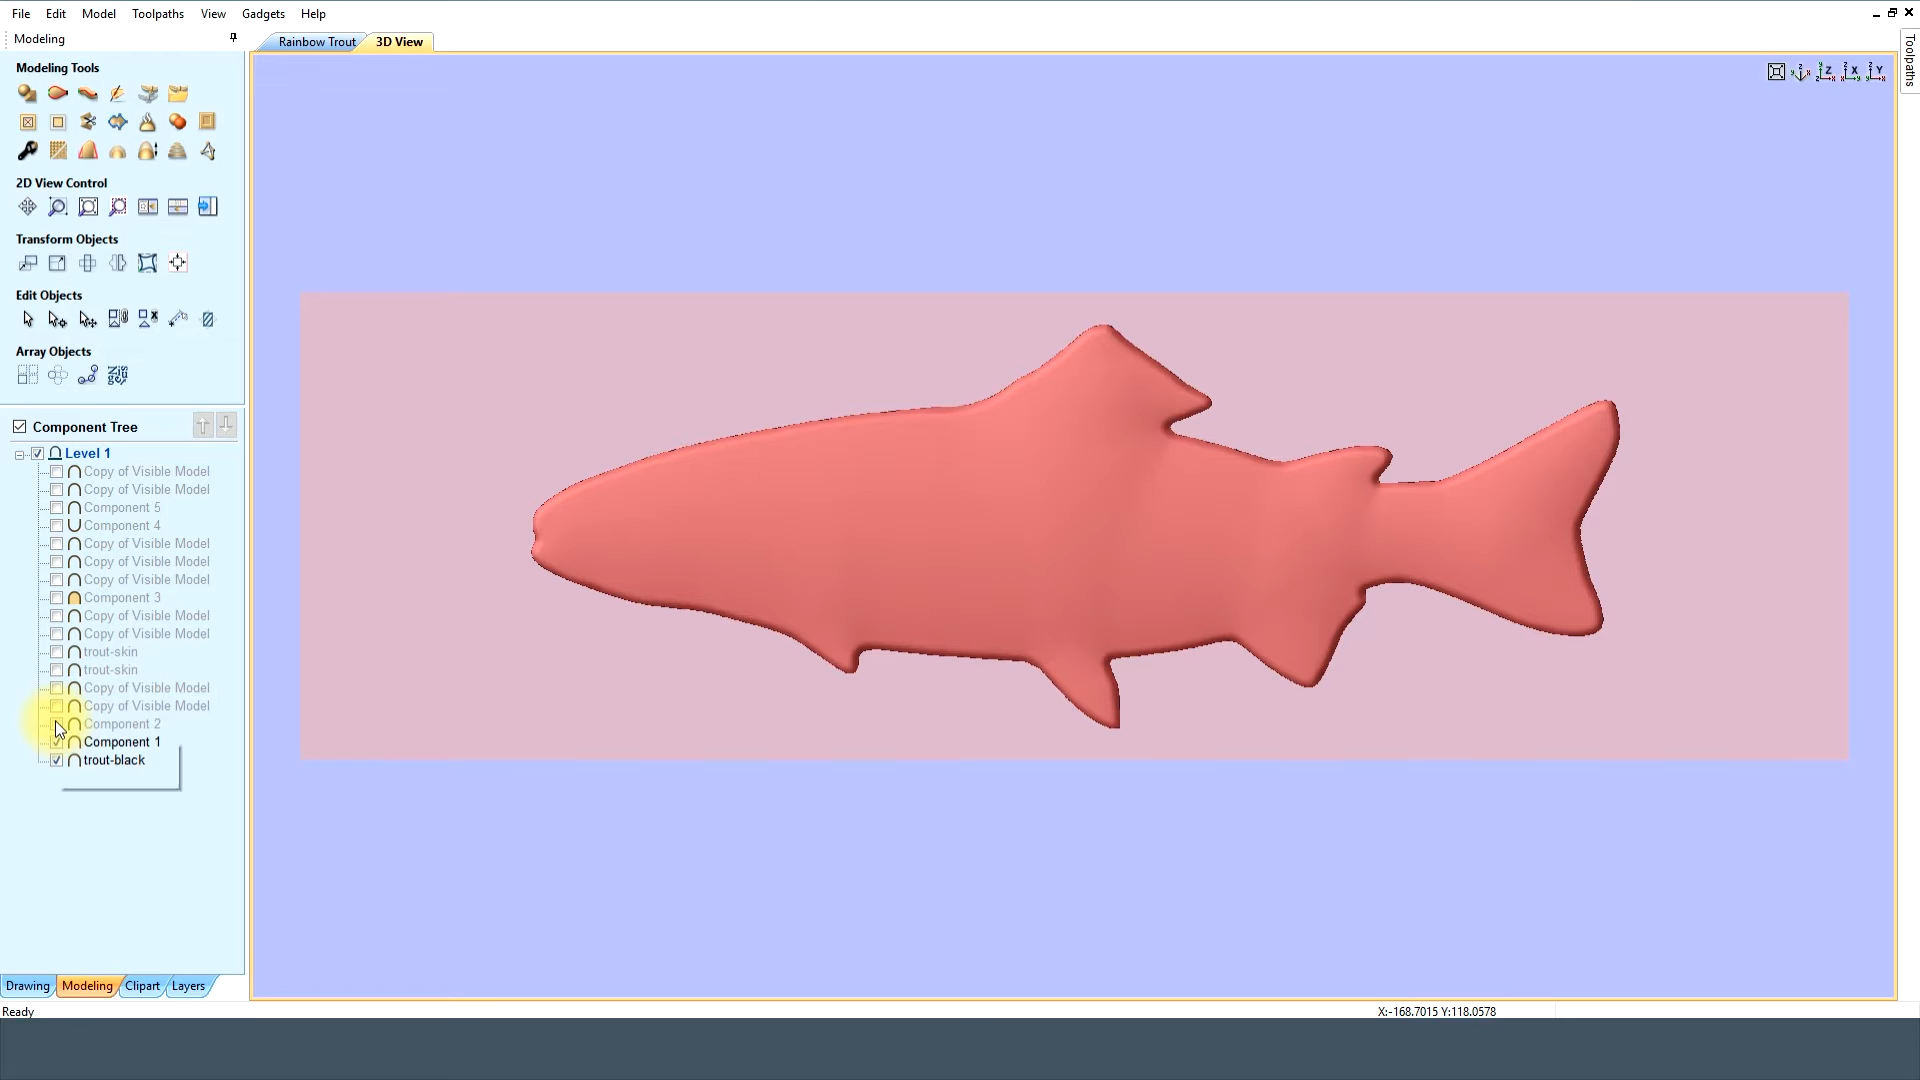 File Edit Model Toolpaths View Gadgets Help
Modeling
Rainbow Trout 3D View
Toolpaths
Modeling Tools
2D View Control
Transform Objects
Edit Objects
Array Objects
Component Tree
Level 1
Copy of Visible Model
Copy of Visible Model
Component 5
Component 4
Copy of Visible Model
Copy of Visible Model
Copy of Visible Model
Component 3
Copy of Visible Model
Copy of Visible Model
trout-skin
trout-skin
Copy of Visible Model
Copy of Visible Model
Component 2
Component 1
trout-black
Drawing Modeling Clipart Layers
Ready X:-168.7015 Y:118.0578